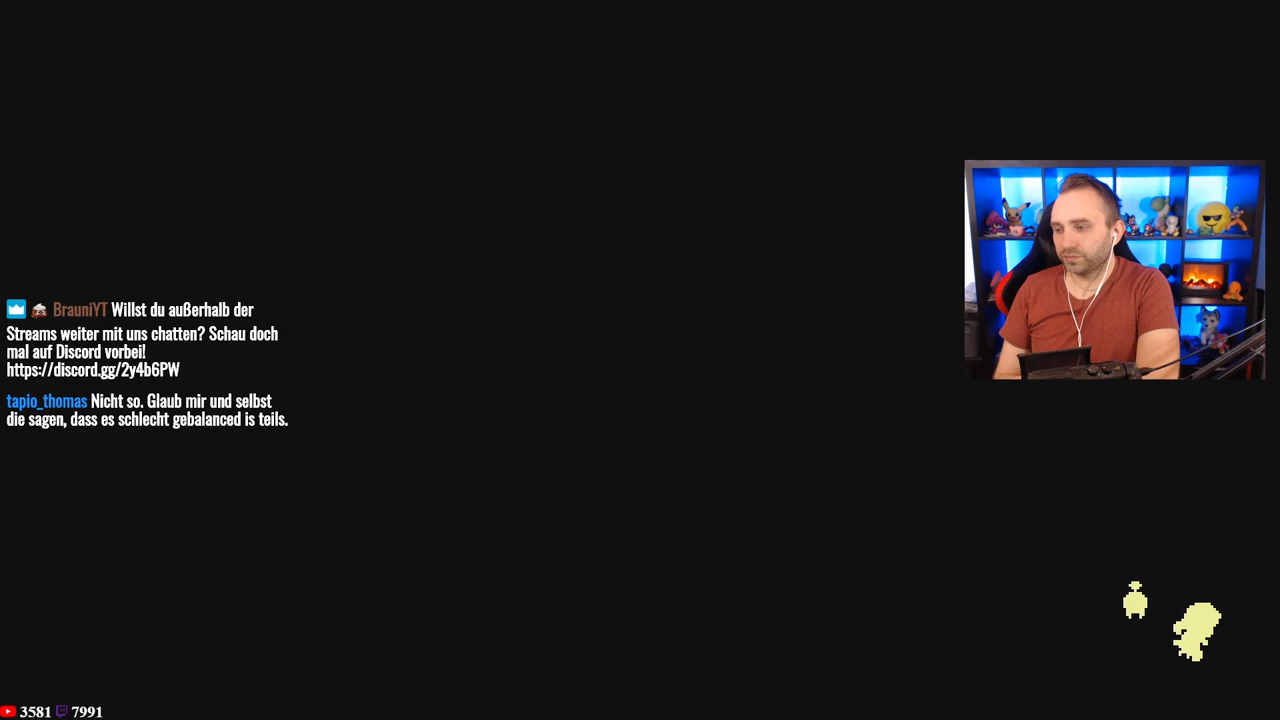 BrauniYT Willst du außerhalb der
Streams weiter mit uns chatten? Schau doch
mal auf Discord vorbei!
https://discord.gg/2y4b6PW
tapio_thomas Nicht so. Glaub mir und selbst
die sagen, dass es schlecht gebalanced is teils.
3581 7991